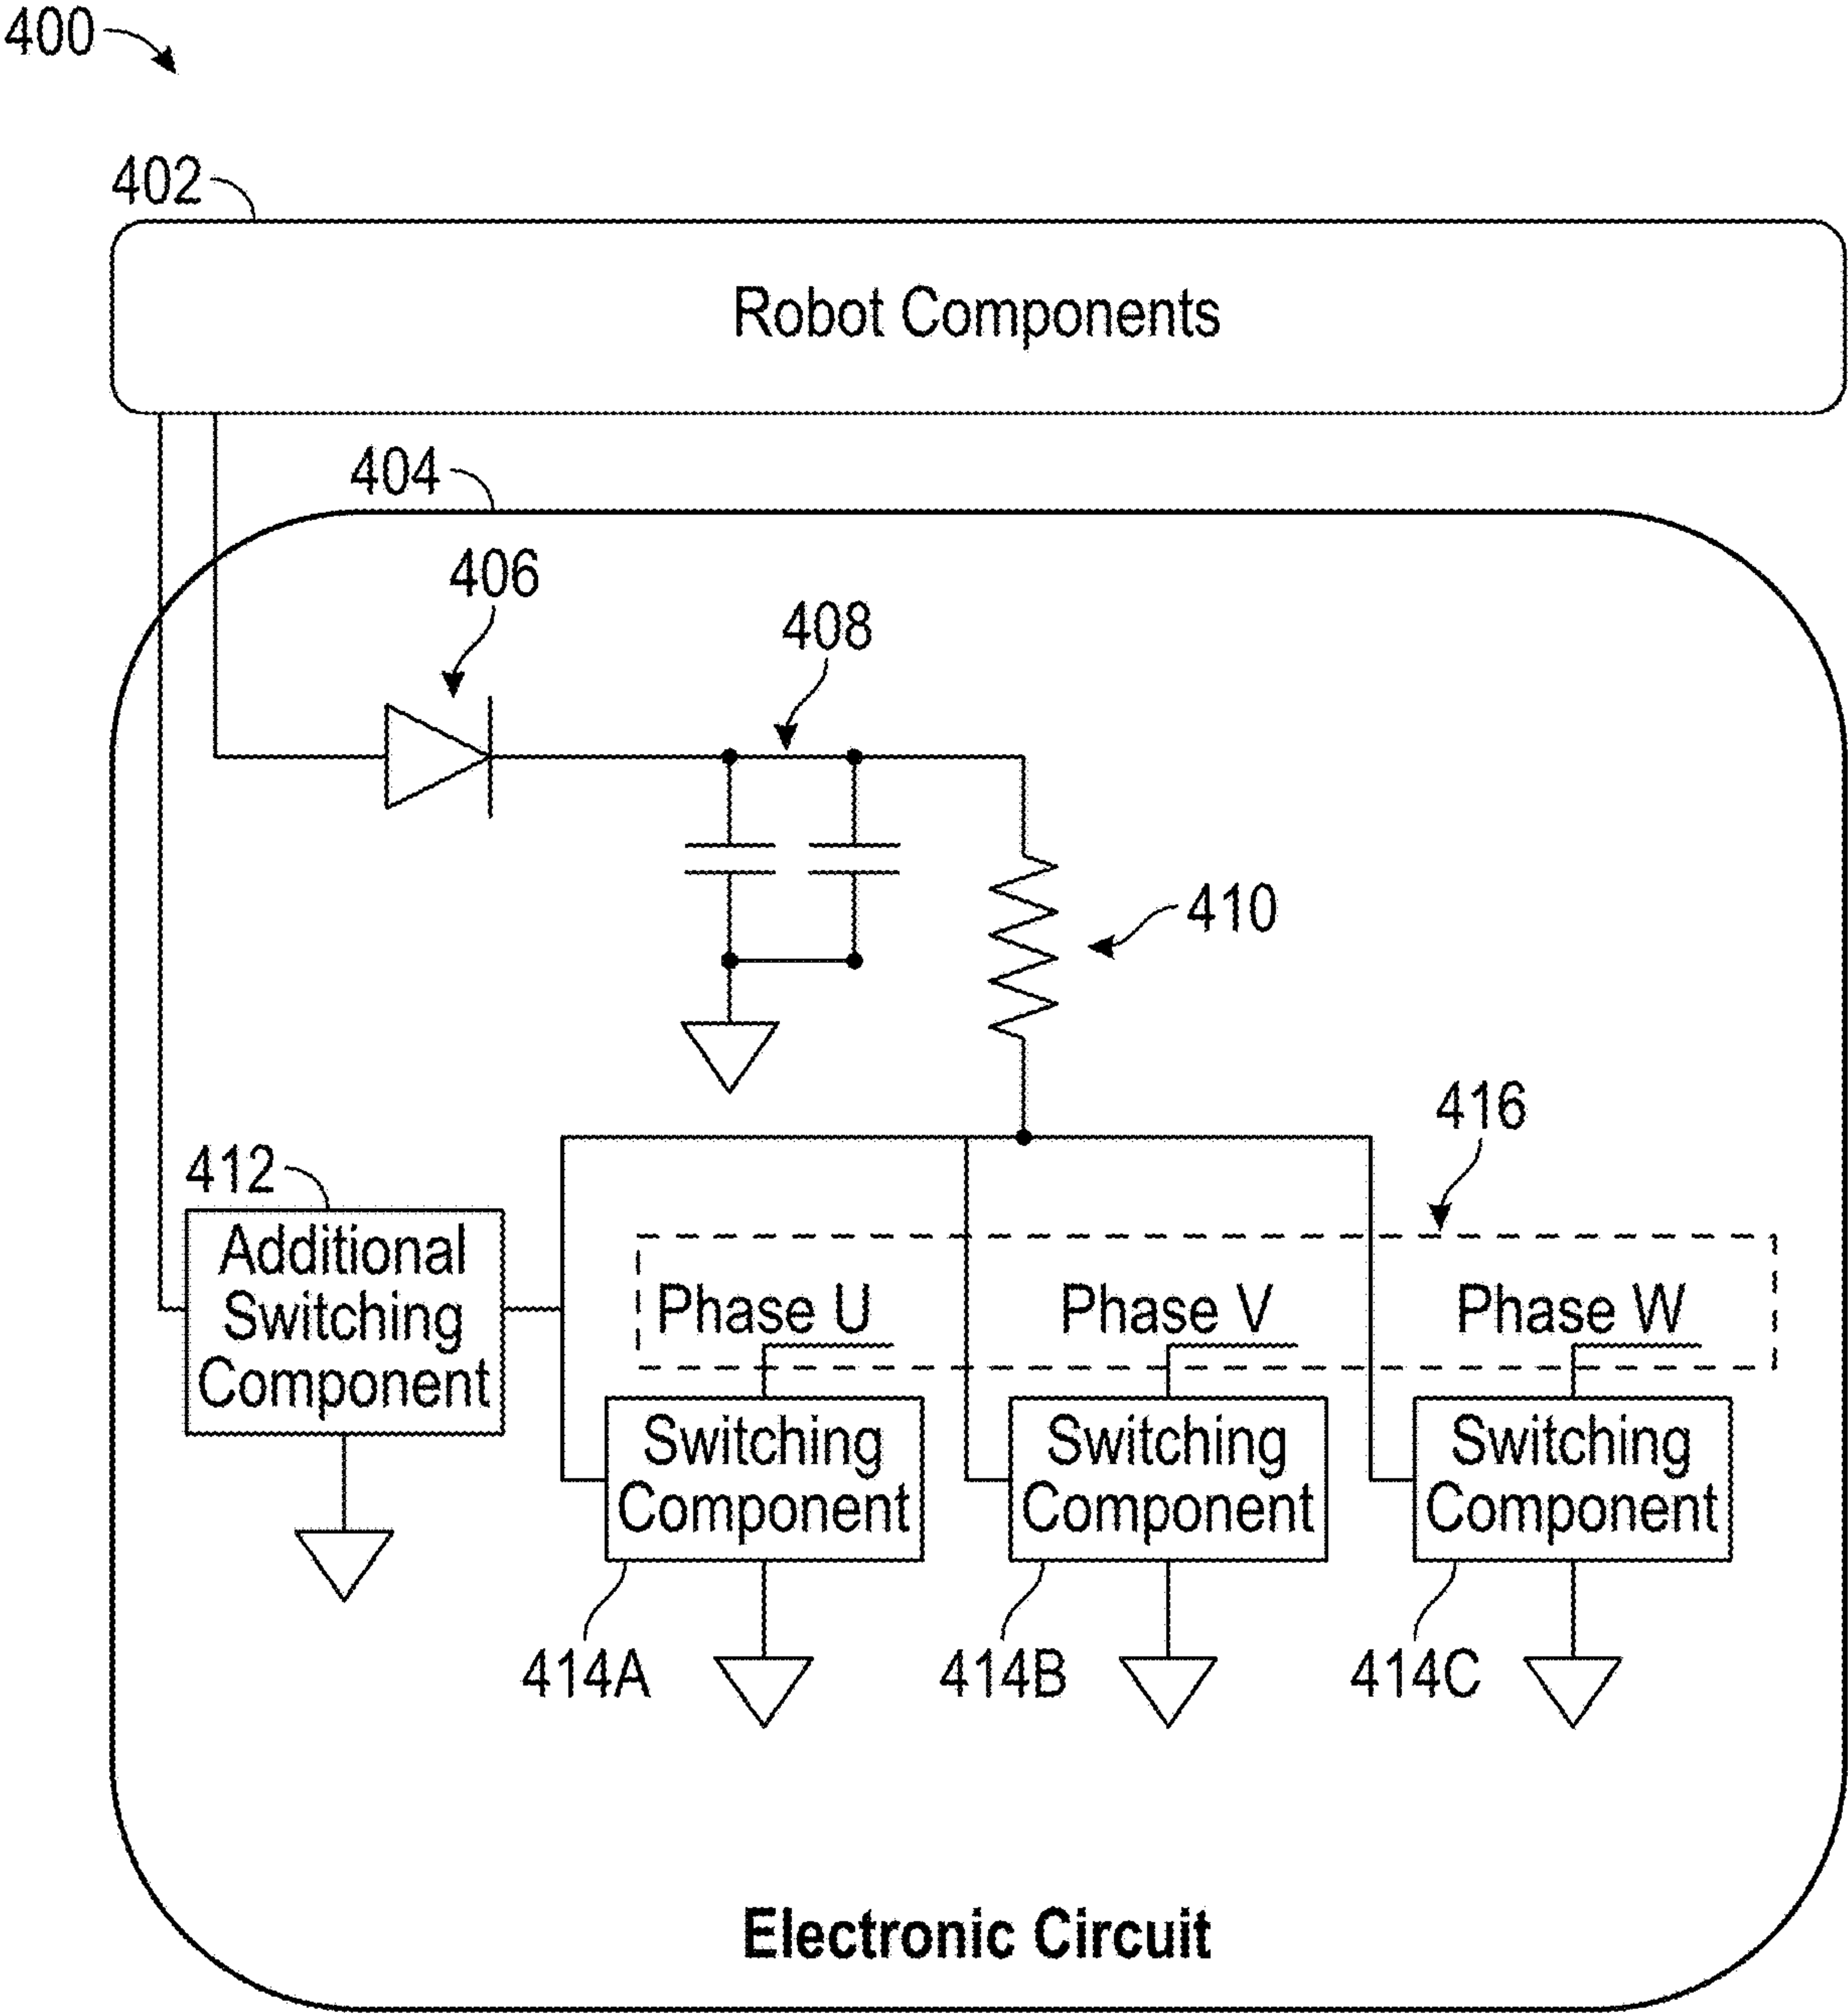 400
402
Robot Components
404
406
408
410
416
412
Additional
Switching
Component
Phase U
Phase V
Phase W
Switching
Component
Switching
Component
Switching
Component
414A
414B
414C
Electronic Circuit